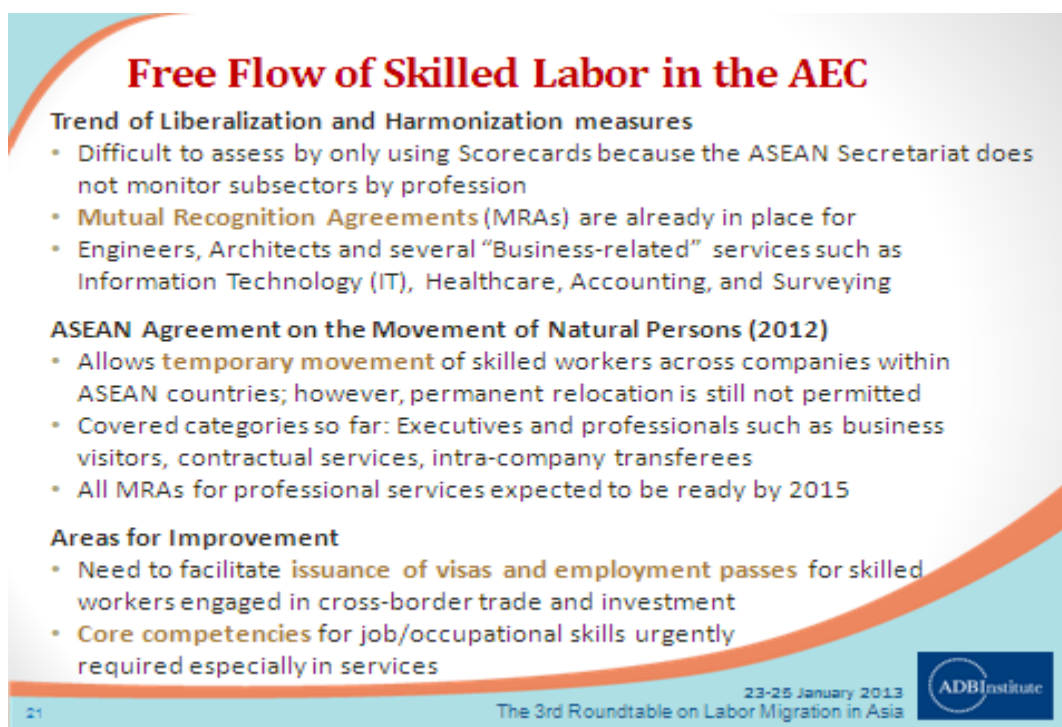 Free Flow of Skilled Labor in the AEC
Trend of Liberalization and Harmonization measures
• Difficult to assess by only using Scorecards because the ASEAN Secretariat does
not monitor subsectors by profession
• Mutual Recognition Agreements (MRAs) are already in place for
• Engineers, Architects and several “Business-related” services such as
Information Technology (IT), Healthcare, Accounting, and Surveying
ASEAN Agreement on the Movement of Natural Persons (2012)
• Allows temporary movement of skilled workers across companies within
ASEAN countries; however, permanent relocation is still not permitted
• Covered categories so far: Executives and professionals such as business
visitors, contractual services, intra-company transferees
• All MRAs for professional services expected to be ready by 2015
Areas for Improvement
• Need to facilitate issuance of visas and employment passes for skilled
workers engaged in cross-border trade and investment
• Core competencies for job/occupational skills urgently
required especially in services
23-25 January 2013
The 3rd Roundtable on Labor Migration in Asia
21
ADBInstitute